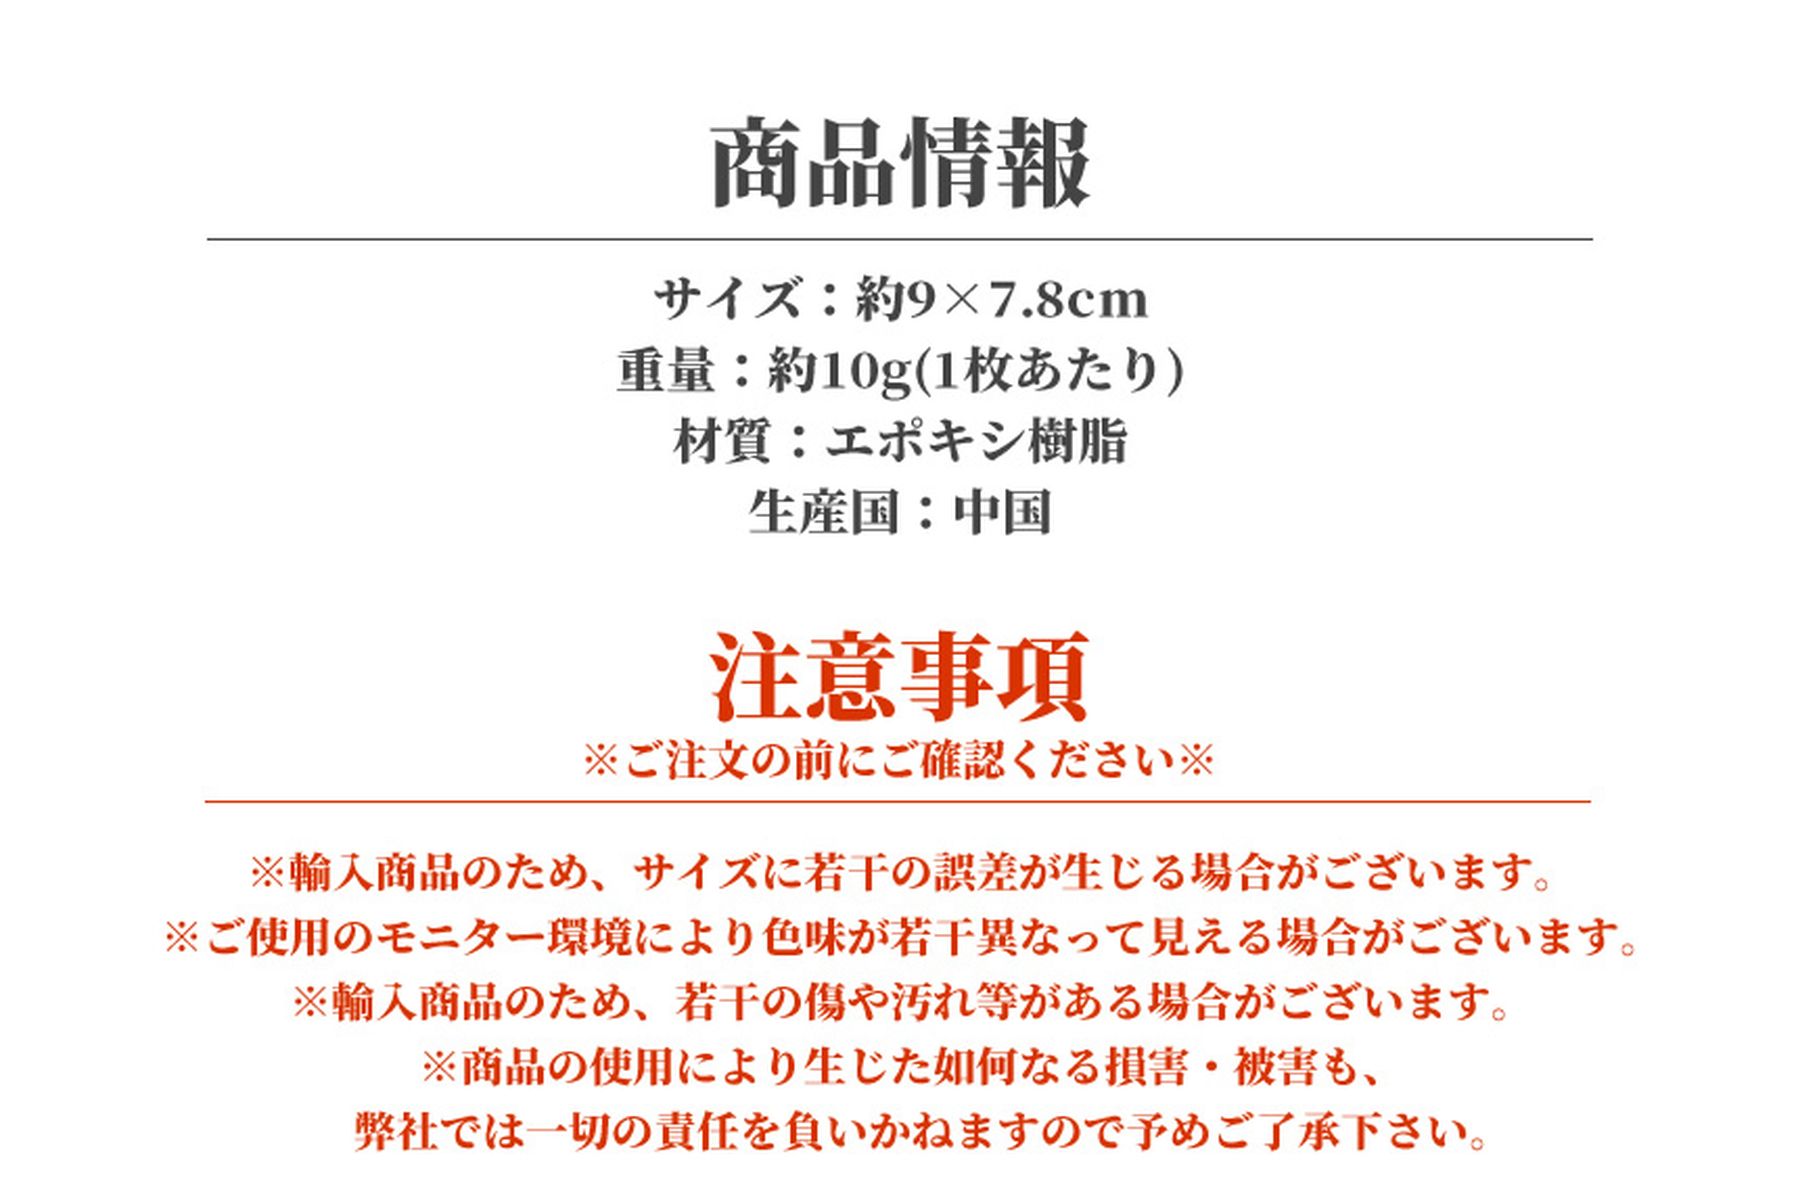 商品情報
サイズ：約9×7.8cm
重量：約10g(1枚あたり)
材質：エポキシ樹脂
生産国：中国
注意事項
※ご注文の前にご確認ください※
※輸入商品のため、サイズに若干の誤差が生じる場合がございます。
※ご使用のモニター環境により色味が若干異なって見える場合がございます。
※輸入商品のため、若干の傷や汚れ等がある場合がございます。
※商品の使用により生じた如何なる損害・被害も、
弊社では一切の責任を負いかねますので予めご了承下さい。